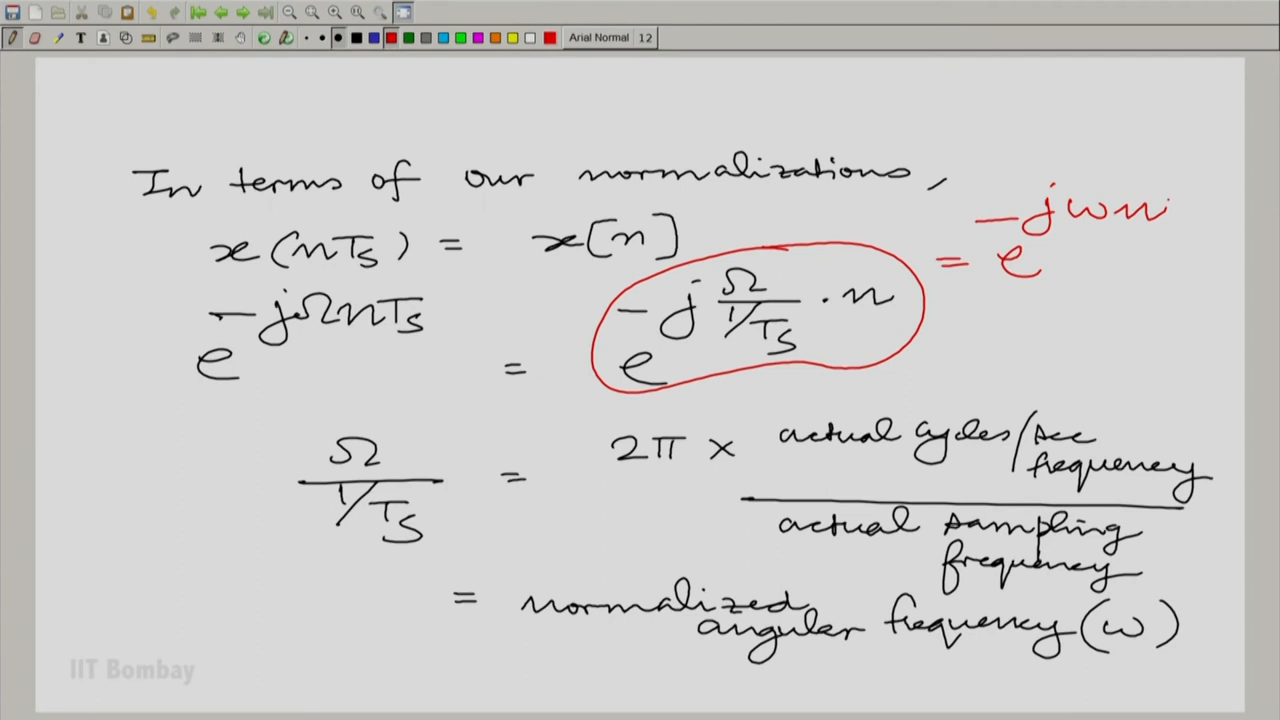 Arial Normal 12
In terms of our normalizations,
x(nTs) = x[n]
e^{-jΩnTs} = e^{-j Ω/(1/Ts) · n} = e^{-jωn}
Ω/(1/Ts) = 2π × actual cycles/sec frequency / actual sampling frequency
= normalized angular frequency (ω)
IIT Bombay